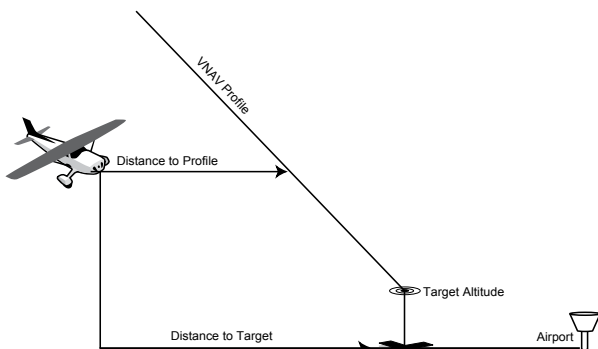 VNAV Profile
Distance to Profile
Target Altitude
Distance to Target
Airport